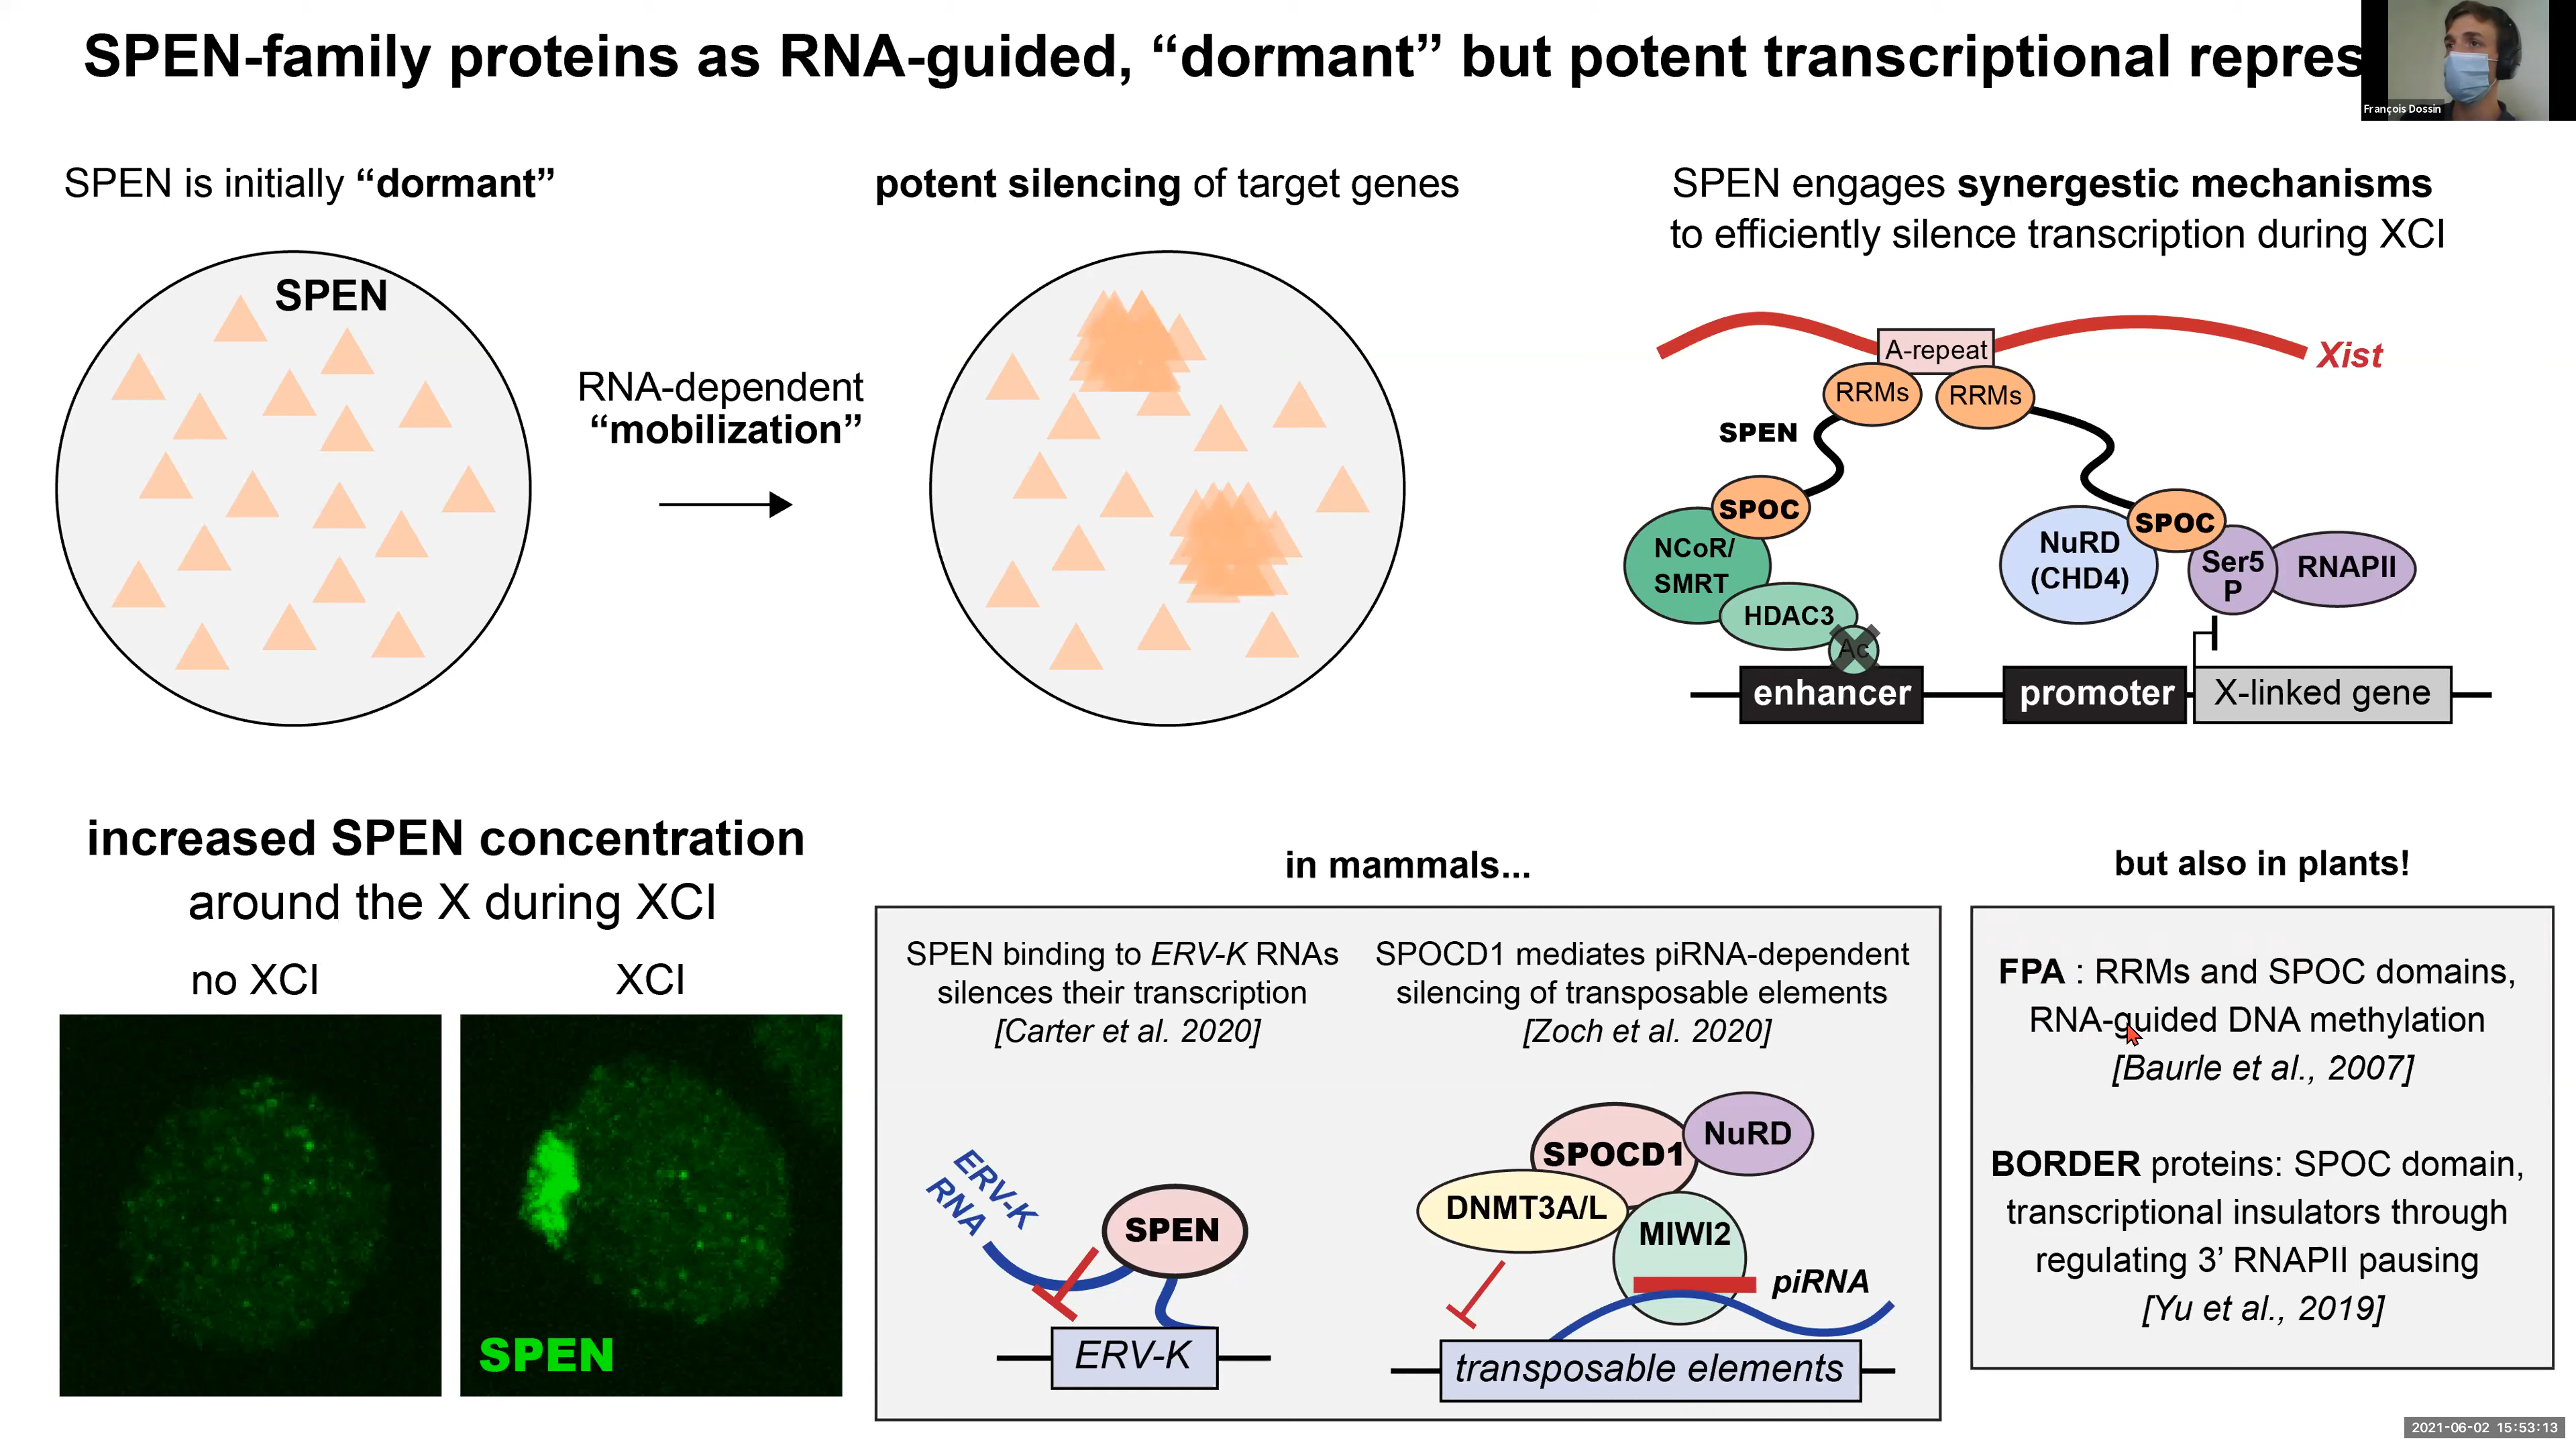 SPEN-family proteins as RNA-guided, “dormant” but potent transcriptional repres
François Dossin
SPEN is initially “dormant”
SPEN
RNA-dependent
“mobilization”
potent silencing of target genes
SPEN engages synergestic mechanisms
to efficiently silence transcription during XCI
Xist
A-repeat
RRMs
RRMs
SPEN
SPOC
SPOC
NCoR/
SMRT
HDAC3
Ac
NuRD
(CHD4)
Ser5
P
RNAPII
enhancer
promoter
X-linked gene
increased SPEN concentration
around the X during XCI
no XCI
XCI
SPEN
in mammals...
SPEN binding to ERV-K RNAs
silences their transcription
[Carter et al. 2020]
ERV-K
RNA
SPEN
ERV-K
SPOCD1 mediates piRNA-dependent
silencing of transposable elements
[Zoch et al. 2020]
SPOCD1
NuRD
DNMT3A/L
MIWI2
piRNA
transposable elements
but also in plants!
FPA : RRMs and SPOC domains,
RNA-guided DNA methylation
[Baurle et al., 2007]
BORDER proteins: SPOC domain,
transcriptional insulators through
regulating 3’ RNAPII pausing
[Yu et al., 2019]
2021-06-02 15:53:13